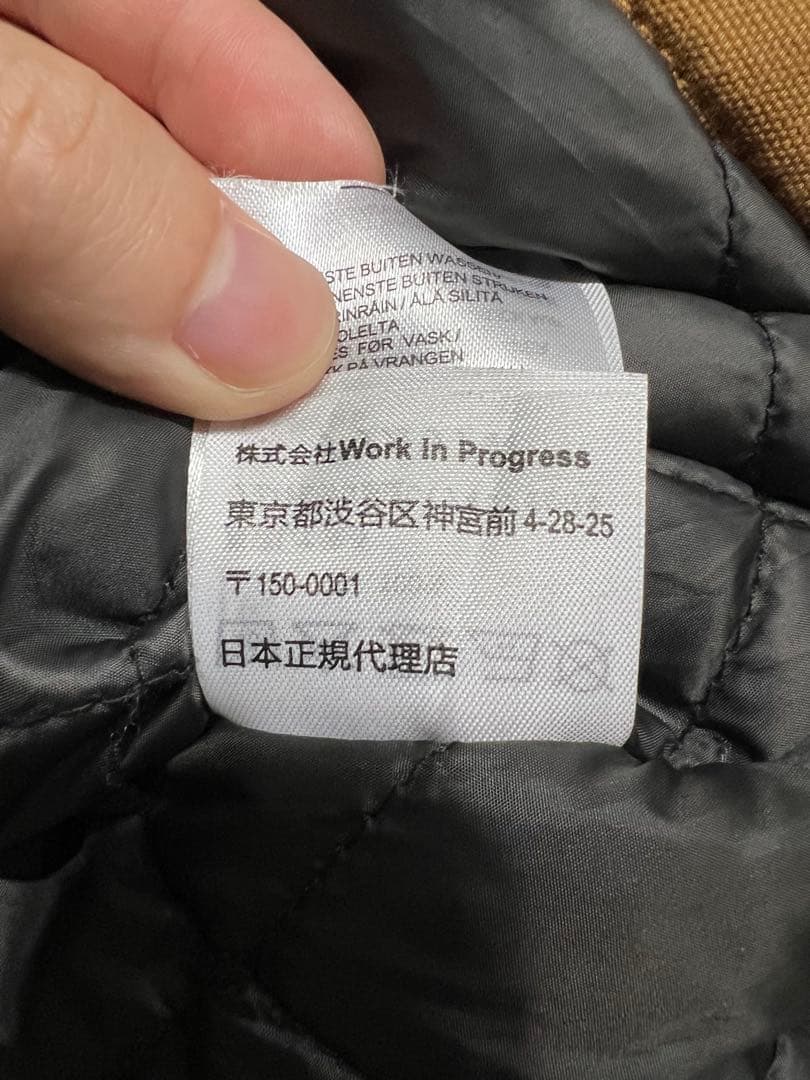 STE BUITEN WASSEN/
NENSTE BUITEN STRIJKEN
RINRÄIN / ÄLÄ SILITÄ
OLELTA
ES FØR VASK /
PÅ VRANGEN
株式会社Work In Progress
東京都渋谷区神宮前 4-28-25
〒150-0001
日本正規代理店